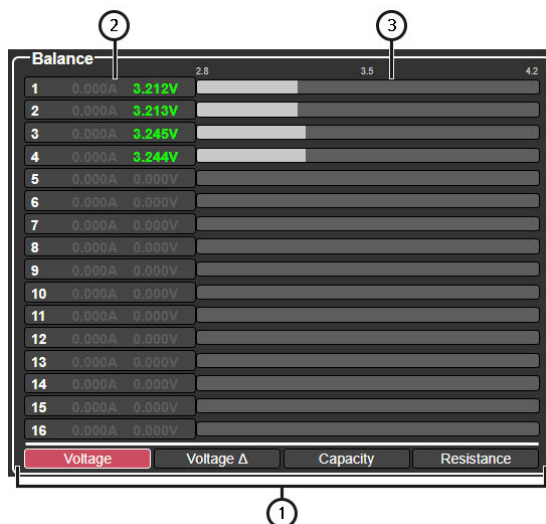 2 3
Balance
2.8 3.5 4.2
1 0.000A 3.212V
2 0.000A 3.213V
3 0.000A 3.245V
4 0.000A 3.244V
5 0.000A 0.000V
6 0.000A 0.000V
7 0.000A 0.000V
8 0.000A 0.000V
9 0.000A 0.000V
10 0.000A 0.000V
11 0.000A 0.000V
12 0.000A 0.000V
13 0.000A 0.000V
14 0.000A 0.000V
15 0.000A 0.000V
16 0.000A 0.000V
Voltage Voltage Δ Capacity Resistance
1